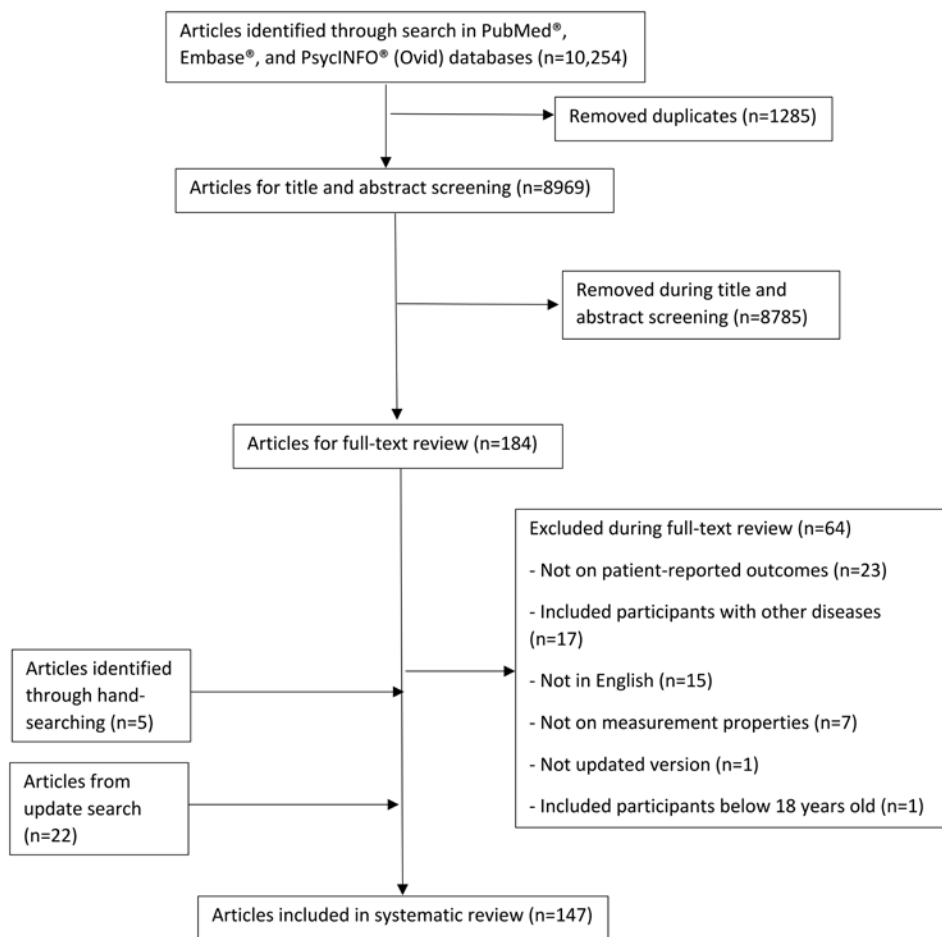 Articles identified through search in PubMed®,
Embase®, and PsycINFO® (Ovid) databases (n=10,254)
Removed duplicates (n=1285)
Articles for title and abstract screening (n=8969)
Removed during title and
abstract screening (n=8785)
Articles for full-text review (n=184)
Excluded during full-text review (n=64)
- Not on patient-reported outcomes (n=23)
- Included participants with other diseases
(n=17)
- Not in English (n=15)
- Not on measurement properties (n=7)
- Not updated version (n=1)
- Included participants below 18 years old (n=1)
Articles identified
through hand-
searching (n=5)
Articles from
update search
(n=22)
Articles included in systematic review (n=147)